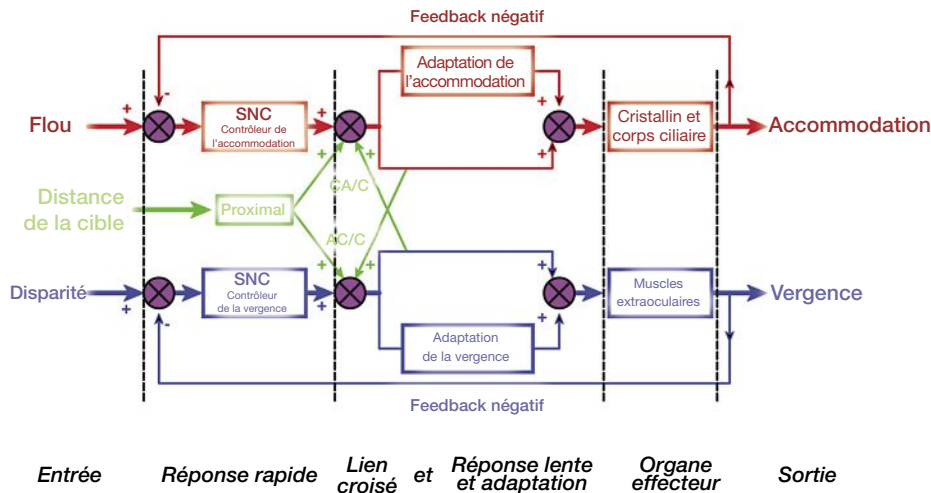 Feedback négatif
Adaptation de
l'accommodation
-
+
Flou
SNC
Contrôleur de
l'accommodation
+
+
+
+
+
Cristallin et
corps ciliaire
Accommodation
CA/C
Distance
de la cible
Proximal
AC/C
+
+
+
+
Disparité
+
-
SNC
Contrôleur
de la vergence
+
Adaptation
de la vergence
+
Muscles
extraoculaires
Vergence
Feedback négatif
Entrée
Réponse rapide
Lien
croisé
et
Réponse lente
et adaptation
Organe
effecteur
Sortie